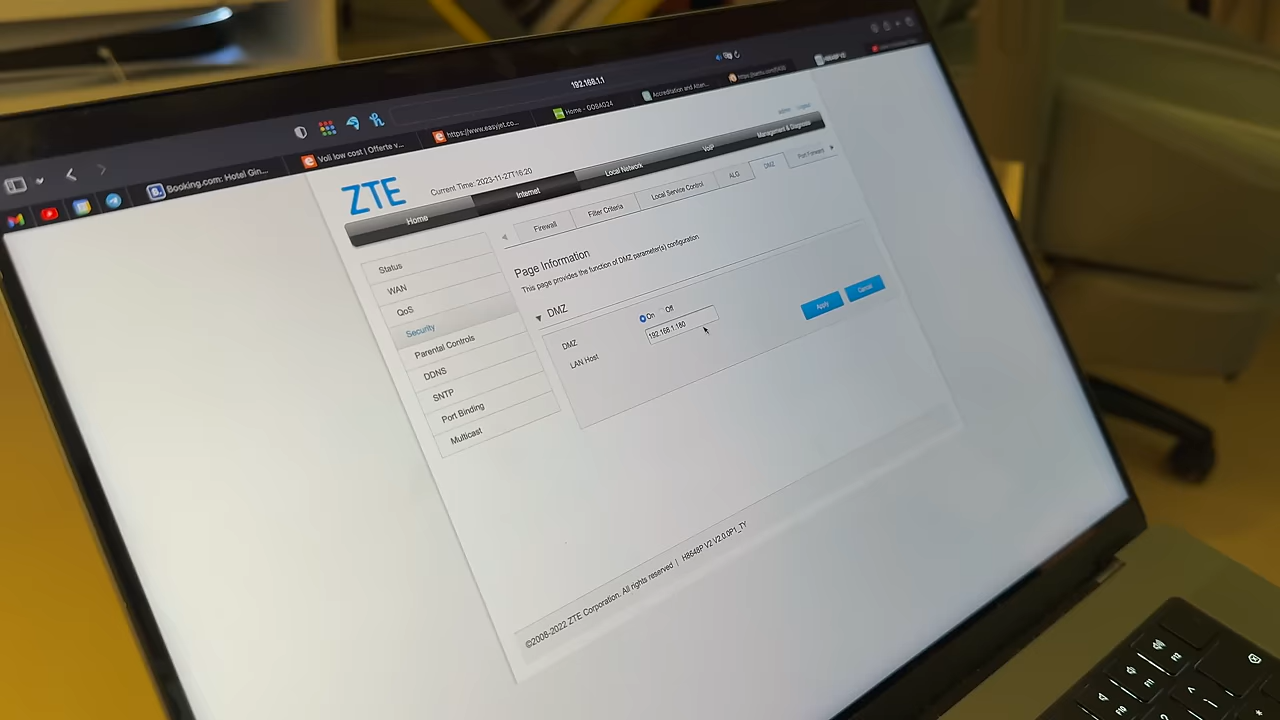 192.168.1.1
Booking.com: Hotel Gin...
Voli low cost | Offerte v...
https://www.easyjet.co...
Home - GOBAG24
Accreditation and Atten...
ZTE
Current Time: 2023-11-27T16:20
Home
Internet
Local Network
VoIP
Management & Diagnosis
Firewall
Filter Criteria
Local Service Control
ALG
DMZ
Port Forward
Status
WAN
QoS
Security
Parental Controls
DDNS
SNTP
Port Binding
Multicast
Page Information
This page provides the function of DMZ parameter(s) configuration
DMZ
DMZ
On
Off
LAN Host
192.168.1.180
Apply
Cancel
©2008-2022 ZTE Corporation. All rights reserved | H8648P V2 V2.0.0P1_TY
F12
F11
F10